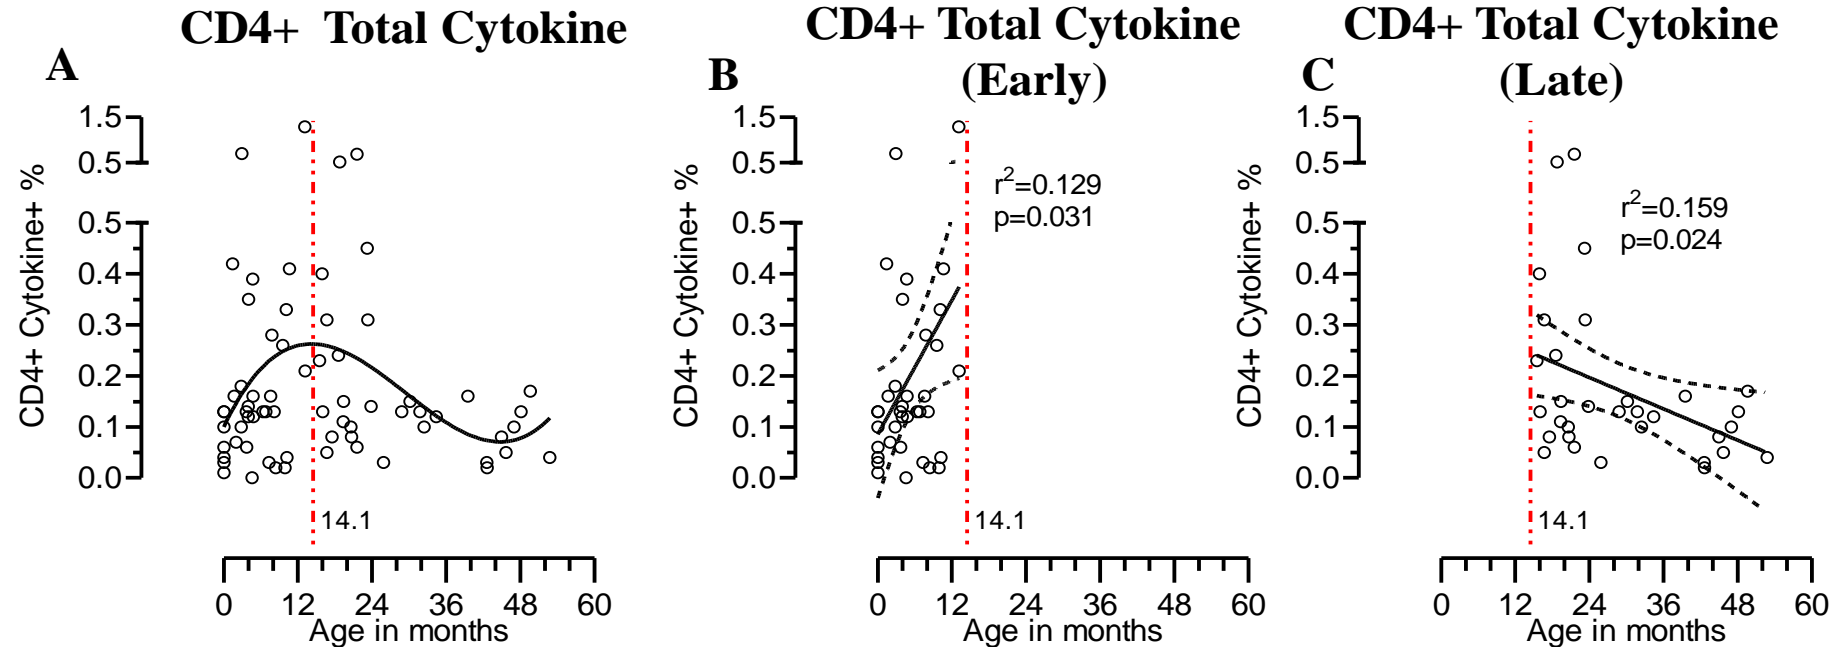 CD4+ Total Cytokine
A
CD4+ Cytokine+ %
1.5
0.5
0.5
0.4
0.3
0.2
0.1
0.0
14.1
0 12 24 36 48 60
Age in months
CD4+ Total Cytokine
(Early)
B
CD4+ Cytokine+ %
1.5
0.5
0.5
0.4
0.3
0.2
0.1
0.0
r²=0.129
p=0.031
14.1
0 12 24 36 48 60
Age in months
CD4+ Total Cytokine
(Late)
C
CD4+ Cytokine+ %
1.5
0.5
0.5
0.4
0.3
0.2
0.1
0.0
r²=0.159
p=0.024
14.1
0 12 24 36 48 60
Age in months